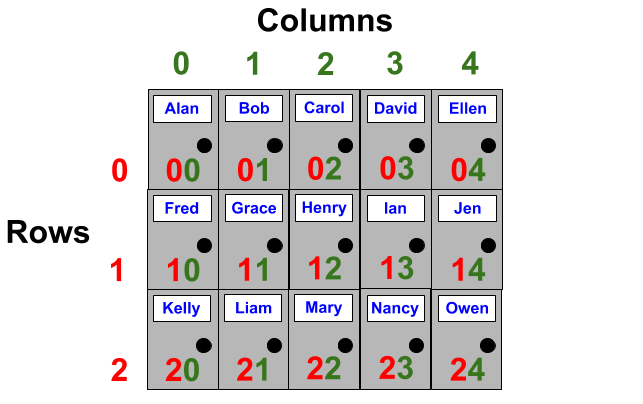 Columns
0 1 2 3 4
Alan Bob Carol David Ellen
0 00 01 02 03 04
Fred Grace Henry Ian Jen
Rows
1 10 11 12 13 14
Kelly Liam Mary Nancy Owen
2 20 21 22 23 24